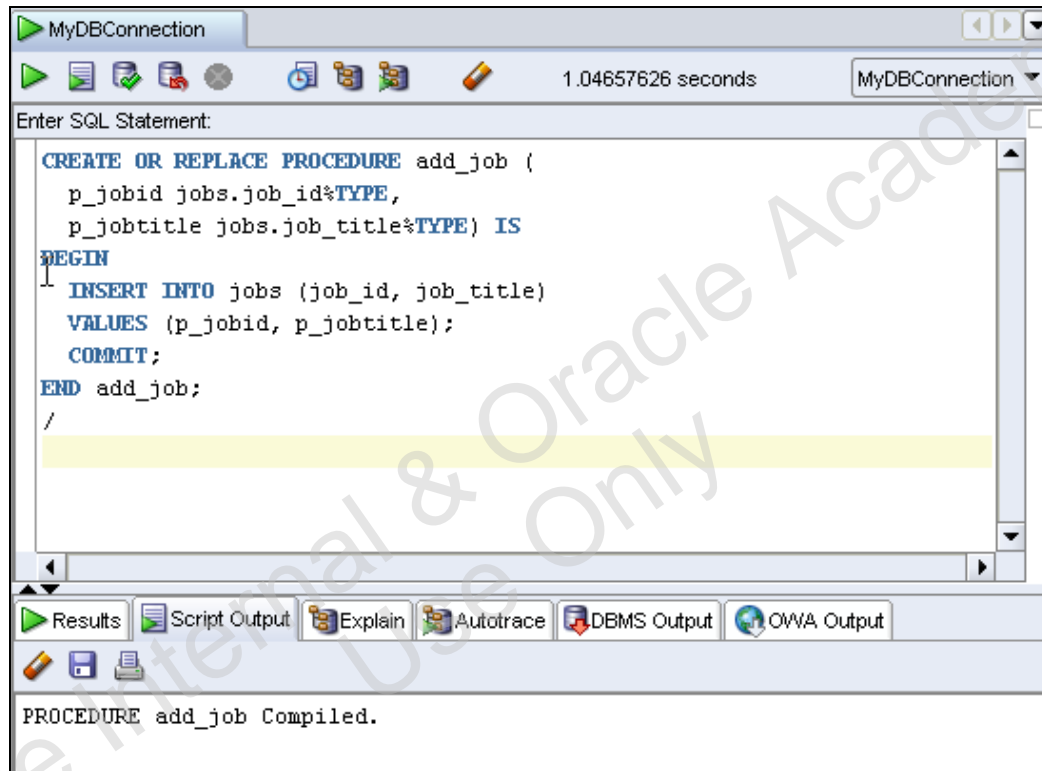 MyDBConnection
1.04657626 seconds
MyDBConnection
Enter SQL Statement:
CREATE OR REPLACE PROCEDURE add_job (
p_jobid jobs.job_id%TYPE,
p_jobtitle jobs.job_title%TYPE) IS
BEGIN
INSERT INTO jobs (job_id, job_title)
VALUES (p_jobid, p_jobtitle);
COMMIT;
END add_job;
/
Results Script Output Explain Autotrace DBMS Output OWA Output
PROCEDURE add_job Compiled.
Internal & Oracle Academ
Use Only